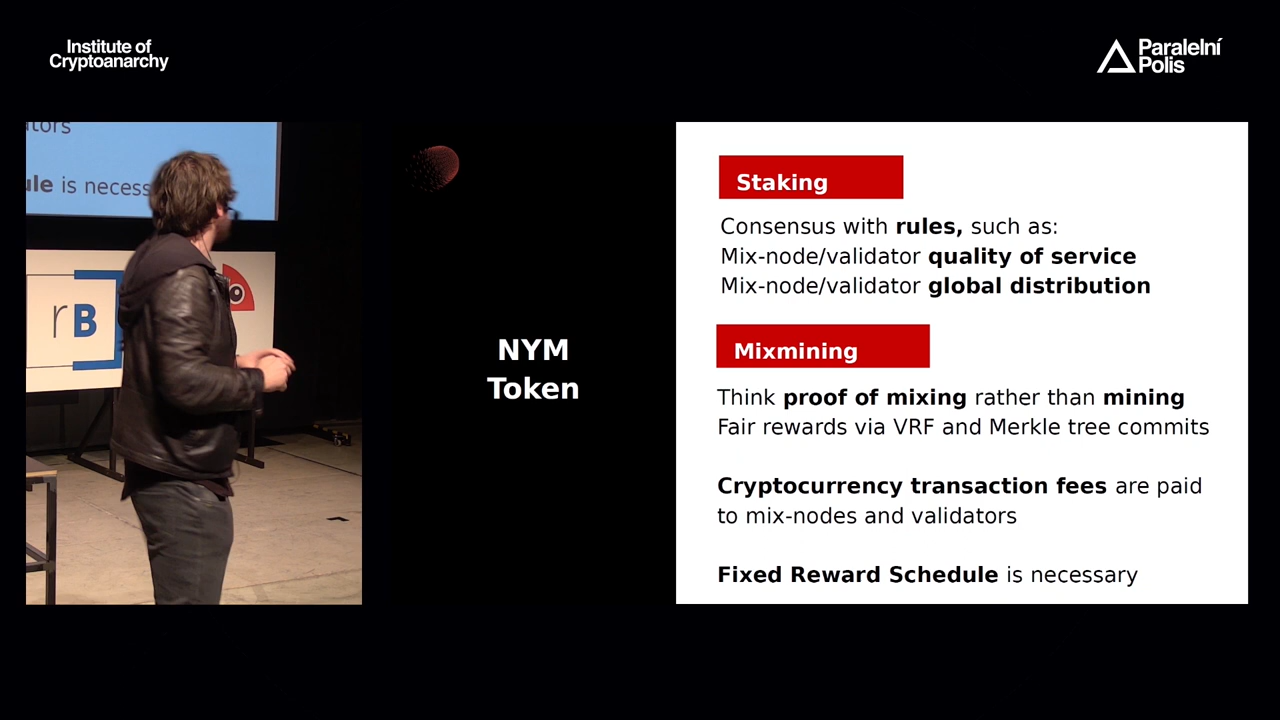 Institute of
Cryptoanarchy
Paralelní
Polis
ule is necess
rB
NYM
Token
Staking
Consensus with rules, such as:
Mix-node/validator quality of service
Mix-node/validator global distribution
Mixmining
Think proof of mixing rather than mining
Fair rewards via VRF and Merkle tree commits
Cryptocurrency transaction fees are paid
to mix-nodes and validators
Fixed Reward Schedule is necessary